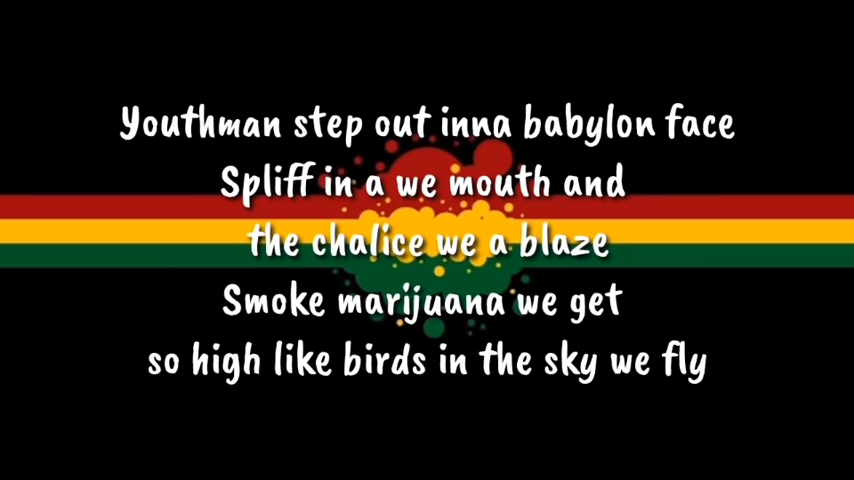 Youthman step out inna babylon face
Spliff in a we mouth and
the chalice we a blaze
Smoke marijuana we get
so high like birds in the sky we fly